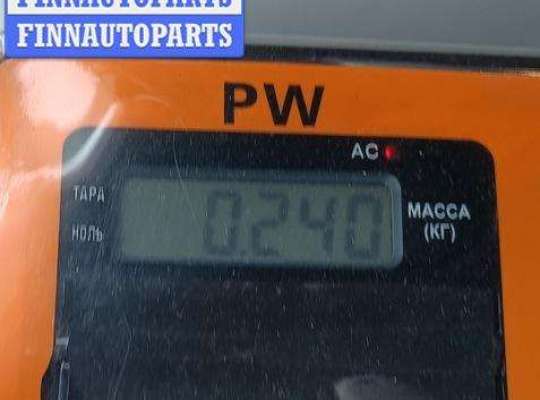 FINNAUTOPARTS
FINNAUTOPARTS
PW
AC
ТАРА
НОЛЬ
0.240
МАССА
(КГ)